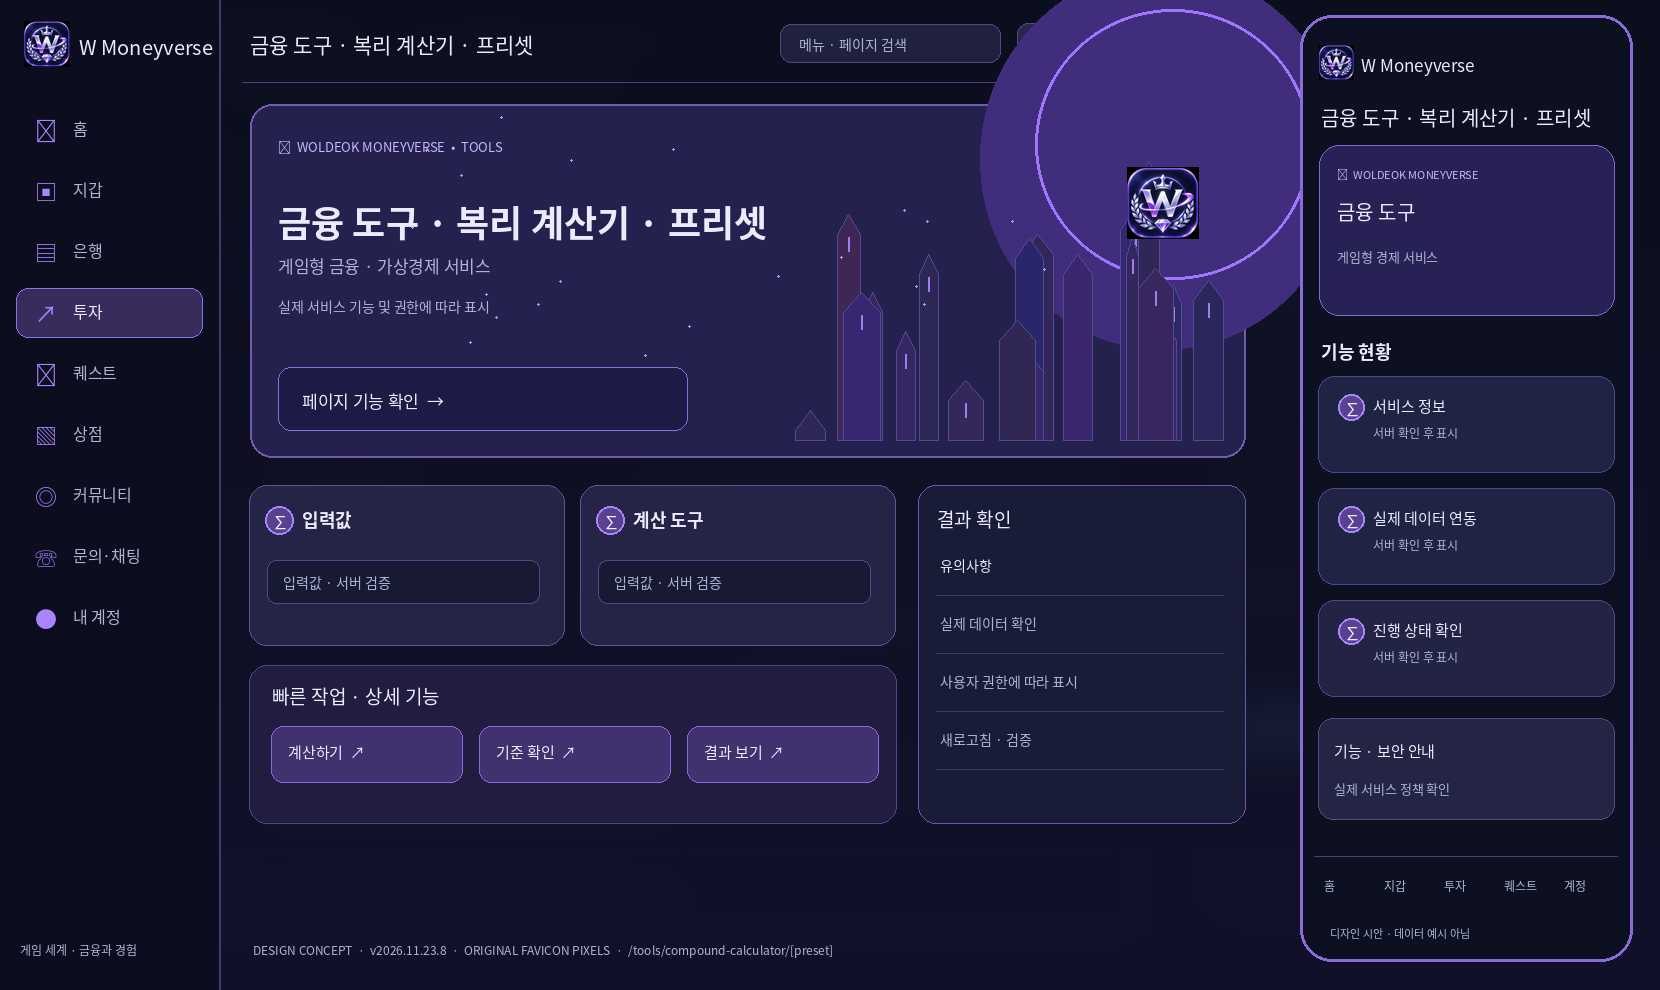 W Moneyverse
홈
지갑
은행
투자
퀘스트
상점
커뮤니티
문의·채팅
내 계정
게임 세계 · 금융과 경험
금융 도구 · 복리 계산기 · 프리셋
메뉴 · 페이지 검색
WOLDEOK MONEYVERSE • TOOLS
금융 도구 · 복리 계산기 · 프리셋
게임형 금융 · 가상경제 서비스
실제 서비스 기능 및 권한에 따라 표시
페이지 기능 확인 →
W
∑ 입력값
입력값 · 서버 검증
∑ 계산 도구
입력값 · 서버 검증
결과 확인
유의사항
실제 데이터 확인
사용자 권한에 따라 표시
새로고침 · 검증
빠른 작업 · 상세 기능
계산하기 ↗
기준 확인 ↗
결과 보기 ↗
DESIGN CONCEPT · v2026.11.23.8 · ORIGINAL FAVICON PIXELS · /tools/compound-calculator/[preset]
W Moneyverse
금융 도구 · 복리 계산기 · 프리셋
WOLDEOK MONEYVERSE
금융 도구
게임형 경제 서비스
기능 현황
∑ 서비스 정보
서버 확인 후 표시
∑ 실제 데이터 연동
서버 확인 후 표시
∑ 진행 상태 확인
서버 확인 후 표시
기능 · 보안 안내
실제 서비스 정책 확인
홈 지갑 투자 퀘스트 계정
디자인 시안 · 데이터 예시 아님